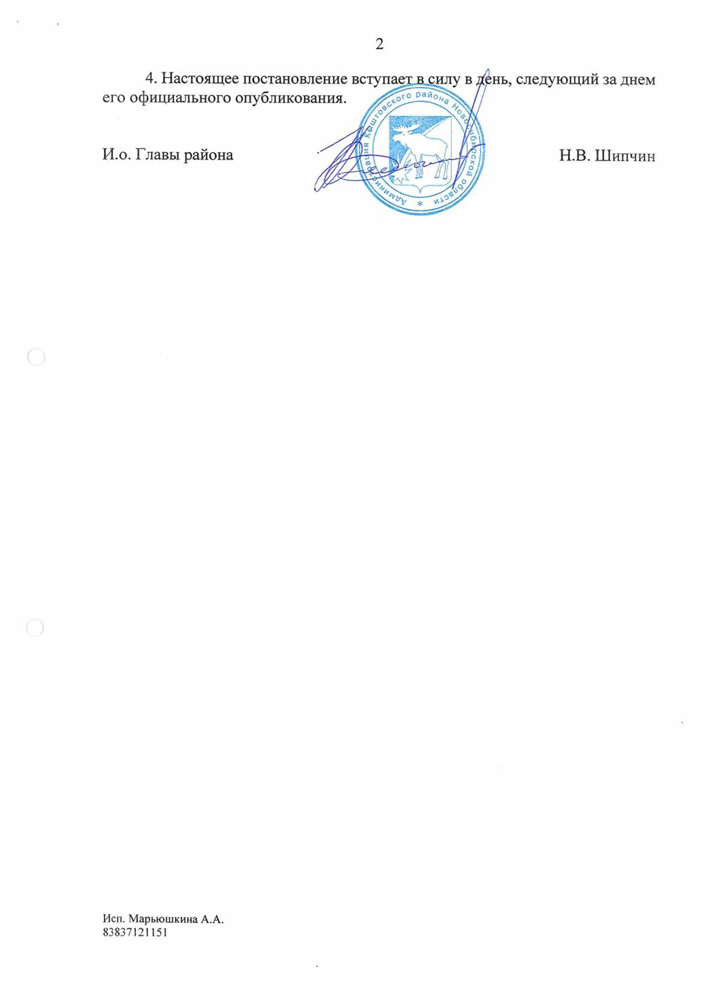 2
4. Настоящее постановление вступает в силу в день, следующий за днем
его официального опубликования.
И.о. Главы района
Администрация Кыштовского района Новосибирской области *
Н.В. Шипчин
Исп. Марьюшкина А.А.
83837121151